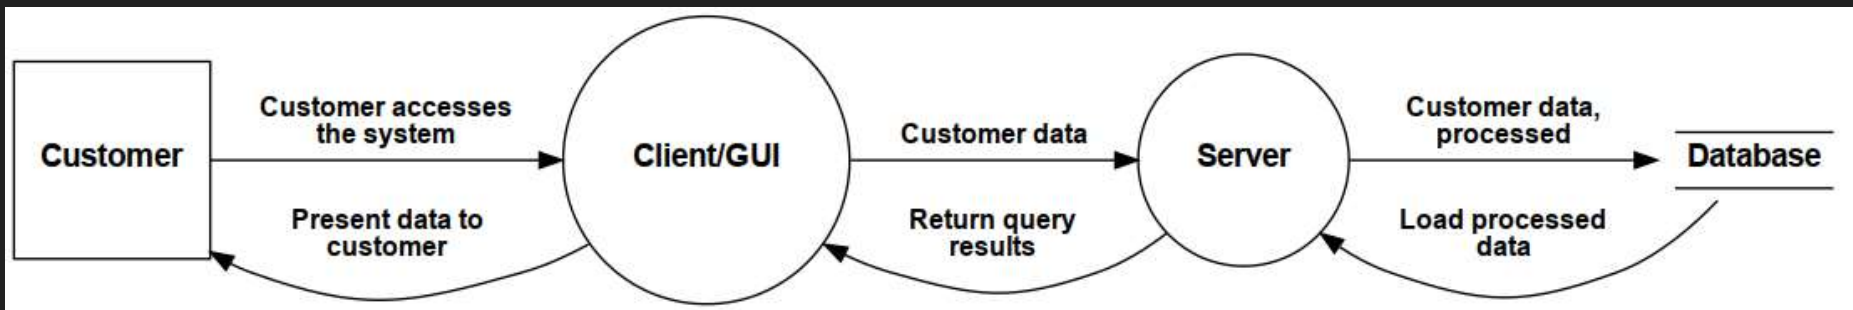 Customer
Customer accesses
the system
Present data to
customer
Client/GUI
Customer data
Return query
results
Server
Customer data,
processed
Load processed
data
Database